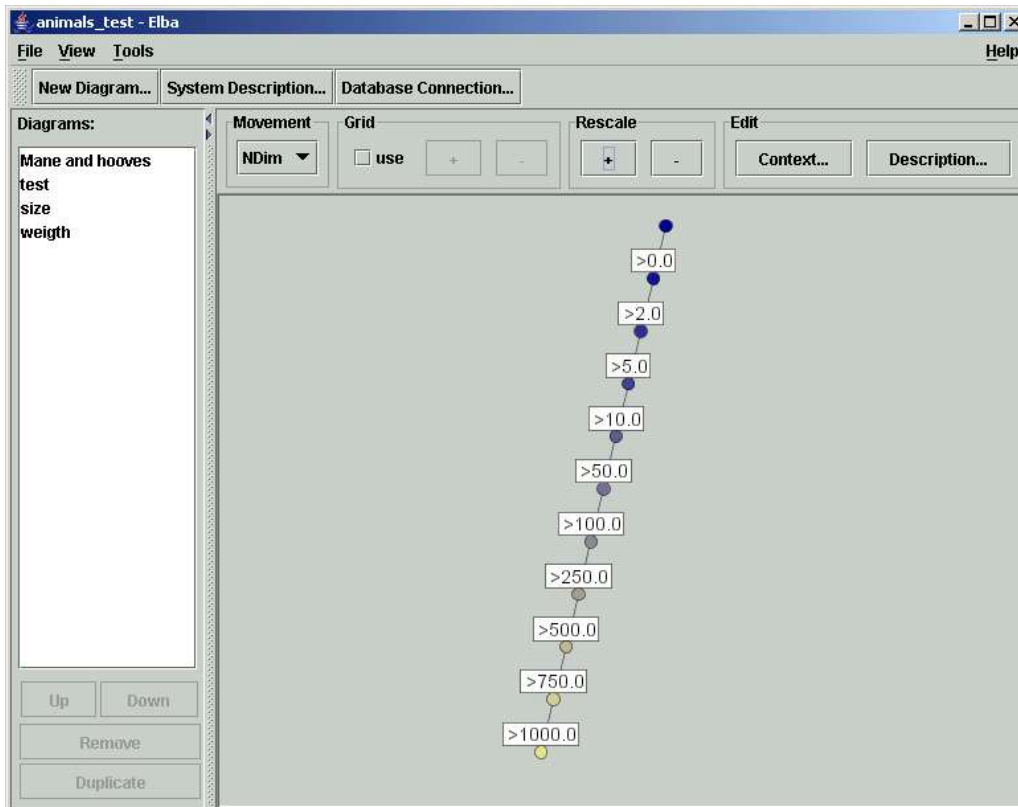 animals_test - Elba
File View Tools Help
New Diagram... System Description... Database Connection...
Diagrams:
Mane and hooves
test
size
weigth
Up Down
Remove
Duplicate
Movement Grid Rescale Edit
NDim use + - + - Context... Description...
>0.0
>2.0
>5.0
>10.0
>50.0
>100.0
>250.0
>500.0
>750.0
>1000.0